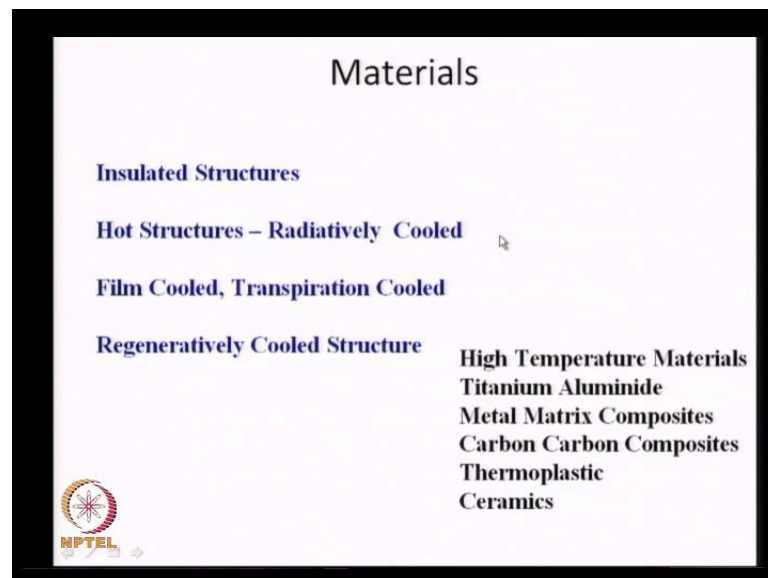 Materials
Insulated Structures
Hot Structures – Radiatively Cooled
Film Cooled, Transpiration Cooled
Regeneratively Cooled Structure
High Temperature Materials
Titanium Aluminide
Metal Matrix Composites
Carbon Carbon Composites
Thermoplastic
Ceramics
NPTEL